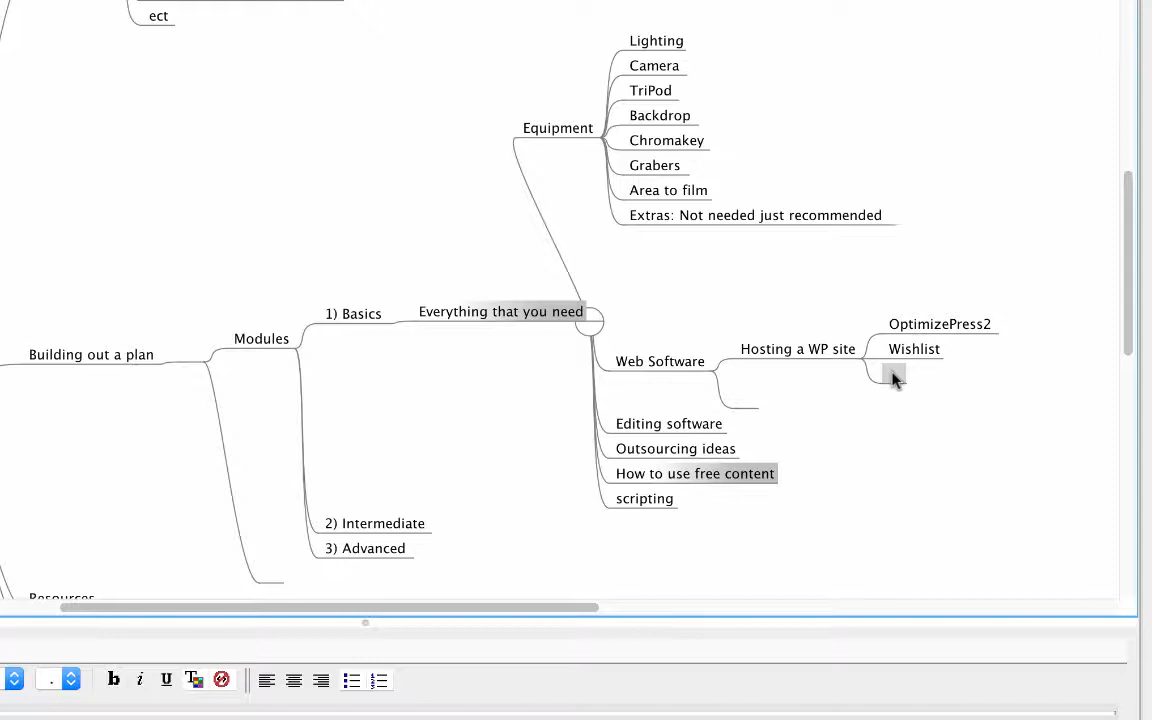 ect
Lighting
Camera
TriPod
Backdrop
Equipment
Chromakey
Grabers
Area to film
Extras: Not needed just recommended
1) Basics
Everything that you need
OptimizePress2
Modules
Building out a plan
Web Software
Hosting a WP site
Wishlist
Editing software
Outsourcing ideas
How to use free content
scripting
2) Intermediate
3) Advanced
Resources
. b i U T